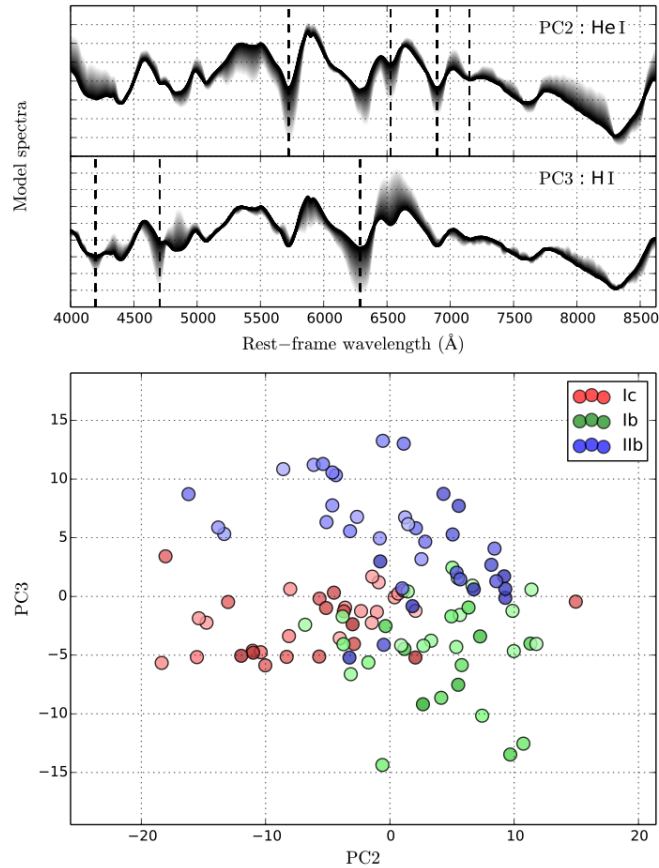 PC2 : He I
Model spectra
PC3 : H I
4000 4500 5000 5500 6000 6500 7000 7500 8000 8500
Rest−frame wavelength (Å)
Ic
Ib
IIb
15
10
5
0
−5
−10
−15
PC3
−20 −10 0 10 20
PC2